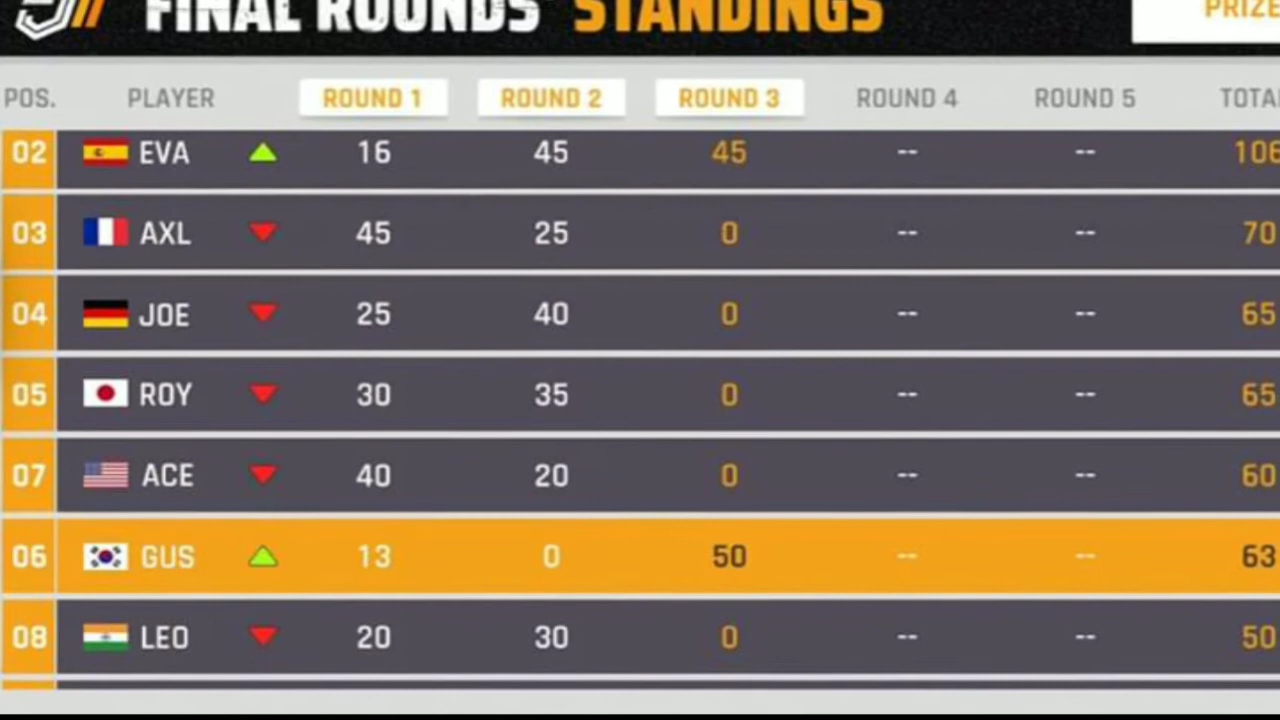 FINAL ROUNDS STANDINGS
PRIZE
POS. PLAYER ROUND 1 ROUND 2 ROUND 3 ROUND 4 ROUND 5 TOTAL
02 EVA 16 45 45 -- -- 106
03 AXL 45 25 0 -- -- 70
04 JOE 25 40 0 -- -- 65
05 ROY 30 35 0 -- -- 65
07 ACE 40 20 0 -- -- 60
06 GUS 13 0 50 -- -- 63
08 LEO 20 30 0 -- -- 50